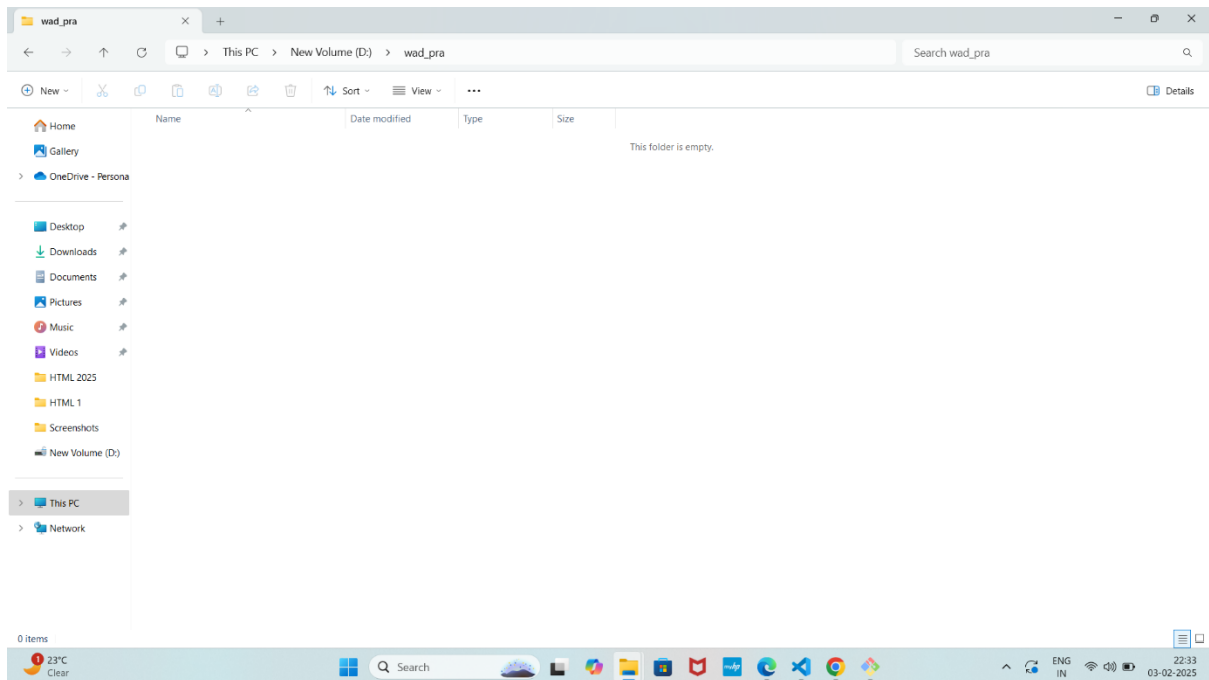 wad_pra
This PC > New Volume (D:) > wad_pra
Search wad_pra
New
Sort
View
Details
Name
Date modified
Type
Size
This folder is empty.
Home
Gallery
OneDrive - Persona
Desktop
Downloads
Documents
Pictures
Music
Videos
HTML 2025
HTML 1
Screenshots
New Volume (D:)
This PC
Network
0 items
1
23°C
Clear
Search
ENG
IN
22:33
03-02-2025